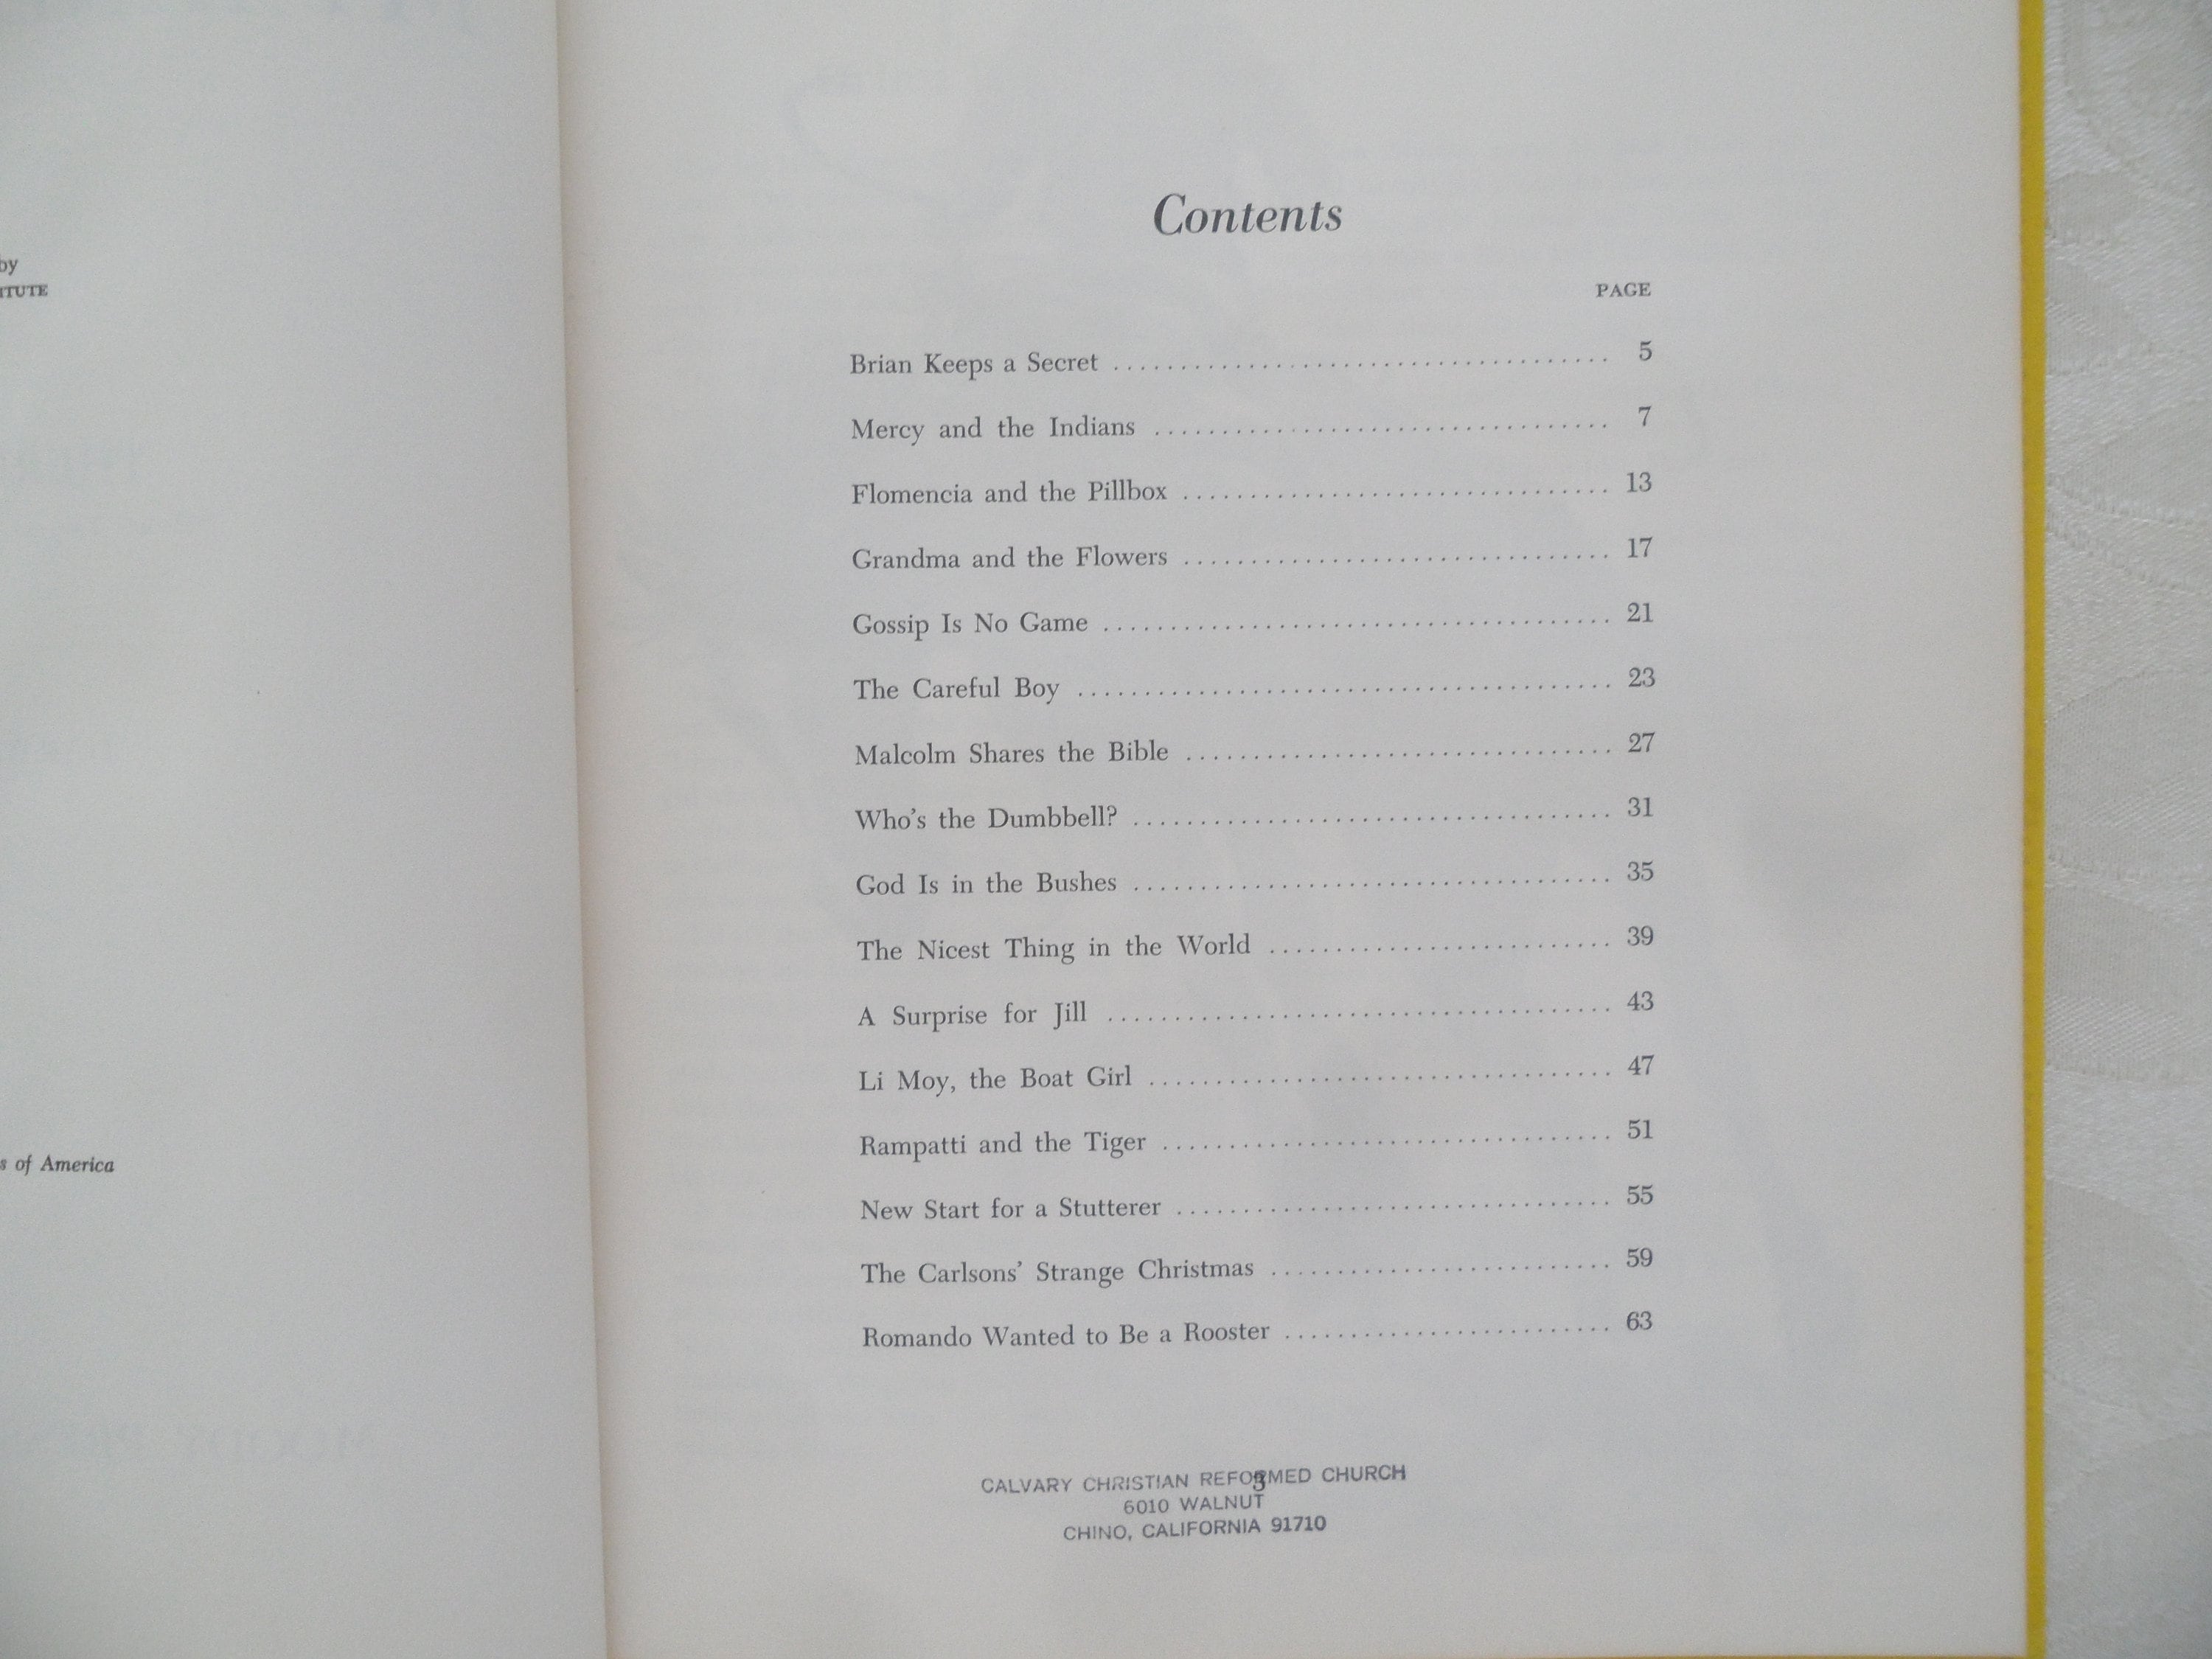 by
ITUTE
s of America
Contents
PAGE
Brian Keeps a Secret ..................................... 5
Mercy and the Indians .................................. 7
Flomencia and the Pillbox ................................ 13
Grandma and the Flowers ................................ 17
Gossip Is No Game ...................................... 21
The Careful Boy ........................................ 23
Malcolm Shares the Bible ................................ 27
Who's the Dumbbell? .................................... 31
God Is in the Bushes .................................... 35
The Nicest Thing in the World .......................... 39
A Surprise for Jill ...................................... 43
Li Moy, the Boat Girl ................................... 47
Rampatti and the Tiger .................................. 51
New Start for a Stutterer ................................. 55
The Carlsons' Strange Christmas .......................... 59
Romando Wanted to Be a Rooster ......................... 63
3
CALVARY CHRISTIAN REFORMED CHURCH
6010 WALNUT
CHINO, CALIFORNIA 91710